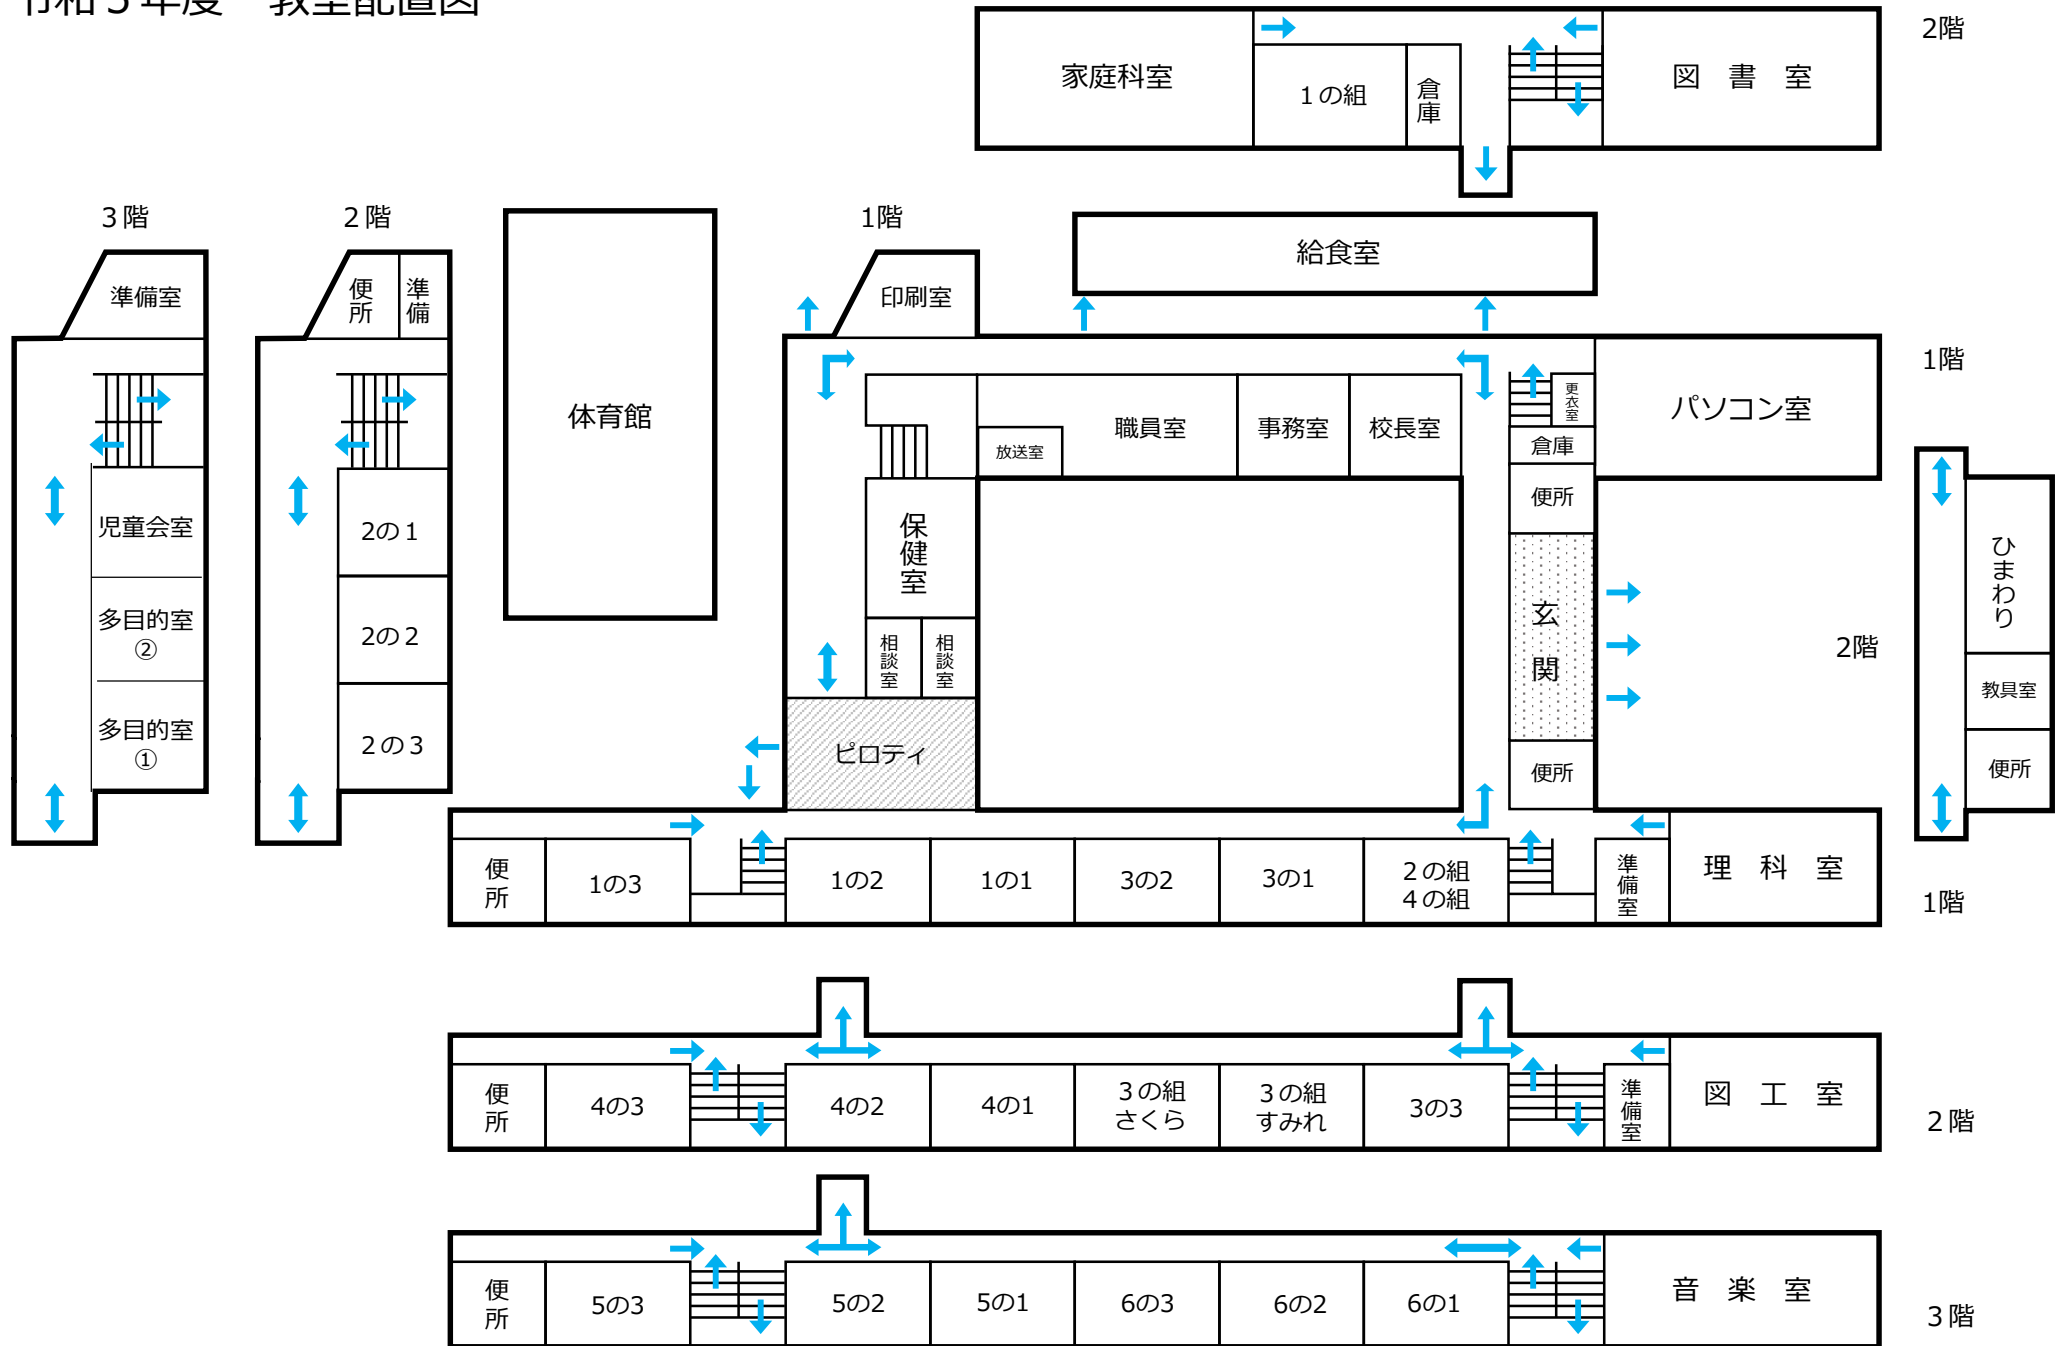 令和５年度　教室配置図
2階
家庭科室
１の組
倉庫
図　書　室
３階
２階
1階
給食室
準備室
便所
準備
印刷室
1階
体育館
職員室
事務室
校長室
更衣室
パソコン室
放送室
倉庫
便所
児童会室
2の１
保健室
ひまわり
多目的室
②
2の２
玄関
相談室
相談室
2階
教具室
多目的室
①
２の３
ピロティ
便所
便所
便所
1の3
1の2
1の1
3の2
3の1
２の組
４の組
準備室
理　科　室
1階
便所
4の3
4の2
4の1
３の組
さくら
３の組
すみれ
3の3
準備室
図　工　室
２階
便所
5の3
5の2
5の1
6の3
6の2
6の1
音　楽　室
３階